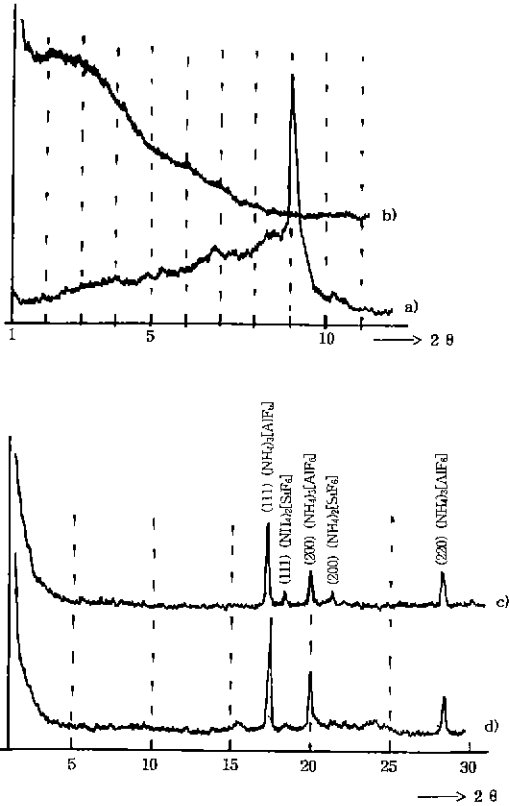 b)
a)
1 5 10 2 θ
(111) (NH₄)₃[AlF₆]
(111) (NH₄)₂[SiF₆]
(200) (NH₄)₃[AlF₆]
(200) (NH₄)₂[SiF₆]
(220) (NH₄)₃[AlF₆]
c)
d)
5 10 15 20 25 30
2 θ